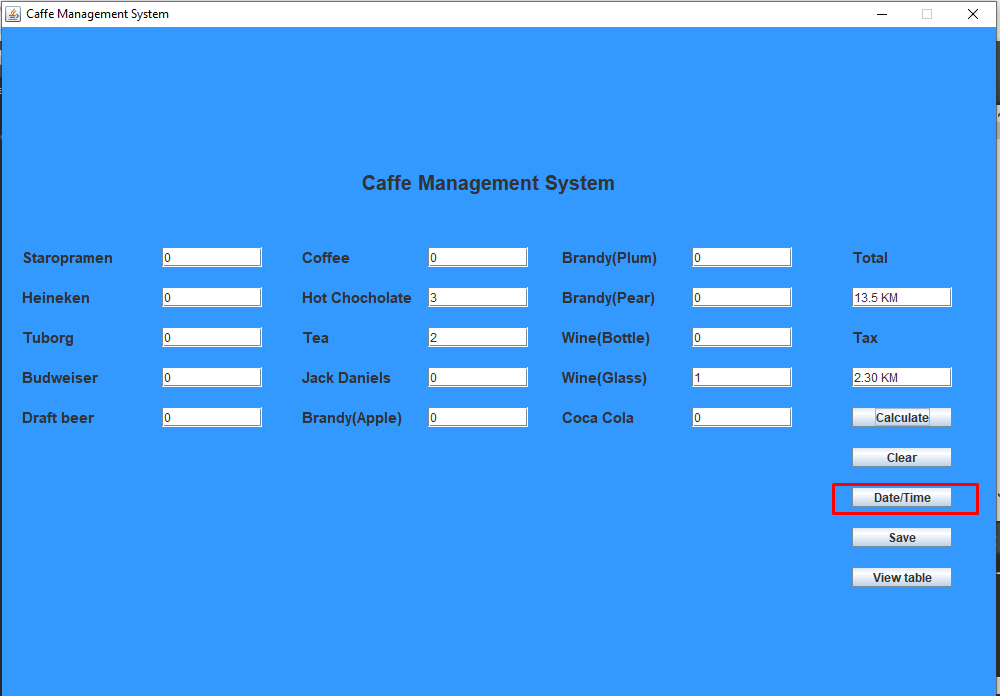 Caffe Management System
Caffe Management System
Staropramen 0 Coffee 0 Brandy(Plum) 0 Total
Heineken 0 Hot Chocholate 3 Brandy(Pear) 0 13.5 KM
Tuborg 0 Tea 2 Wine(Bottle) 0 Tax
Budweiser 0 Jack Daniels 0 Wine(Glass) 1 2.30 KM
Draft beer 0 Brandy(Apple) 0 Coca Cola 0 Calculate
Clear
Date/Time
Save
View table